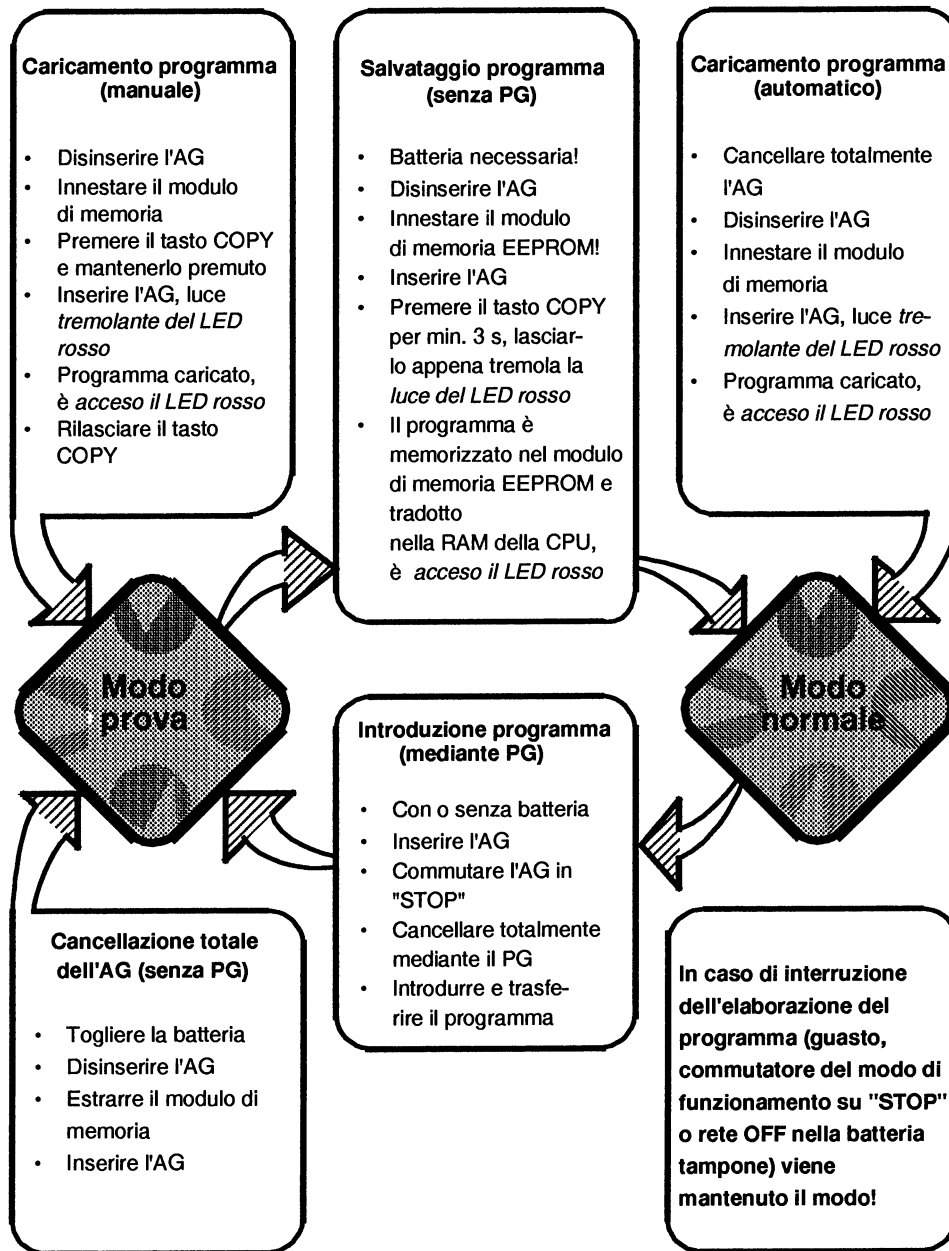 Caricamento programma
(manuale)
• Disinserire l'AG
• Innestare il modulo
di memoria
• Premere il tasto COPY
e mantenerlo premuto
• Inserire l'AG, luce
tremolante del LED
rosso
• Programma caricato,
è acceso il LED rosso
• Rilasciare il tasto
COPY
Salvataggio programma
(senza PG)
• Batteria necessaria!
• Disinserire l'AG
• Innestare il modulo
di memoria EEPROM!
• Inserire l'AG
• Premere il tasto COPY
per min. 3 s, lasciar-
lo appena tremola la
luce del LED rosso
• Il programma è
memorizzato nel modulo
di memoria EEPROM e
tradotto
nella RAM della CPU,
è acceso il LED rosso
Caricamento programma
(automatico)
• Cancellare totalmente
l'AG
• Disinserire l'AG
• Innestare il modulo
di memoria
• Inserire l'AG, luce tre-
molante del LED rosso
• Programma caricato,
è acceso il LED rosso
Modo
prova
Modo
normale
Introduzione programma
(mediante PG)
• Con o senza batteria
• Inserire l'AG
• Commutare l'AG in
"STOP"
• Cancellare totalmente
mediante il PG
• Introdurre e trasfe-
rire il programma
Cancellazione totale
dell'AG (senza PG)
• Togliere la batteria
• Disinserire l'AG
• Estrarre il modulo di
memoria
• Inserire l'AG
In caso di interruzione
dell'elaborazione del
programma (guasto,
commutatore del modo di
funzionamento su "STOP"
o rete OFF nella batteria
tampone) viene
mantenuto il modo!